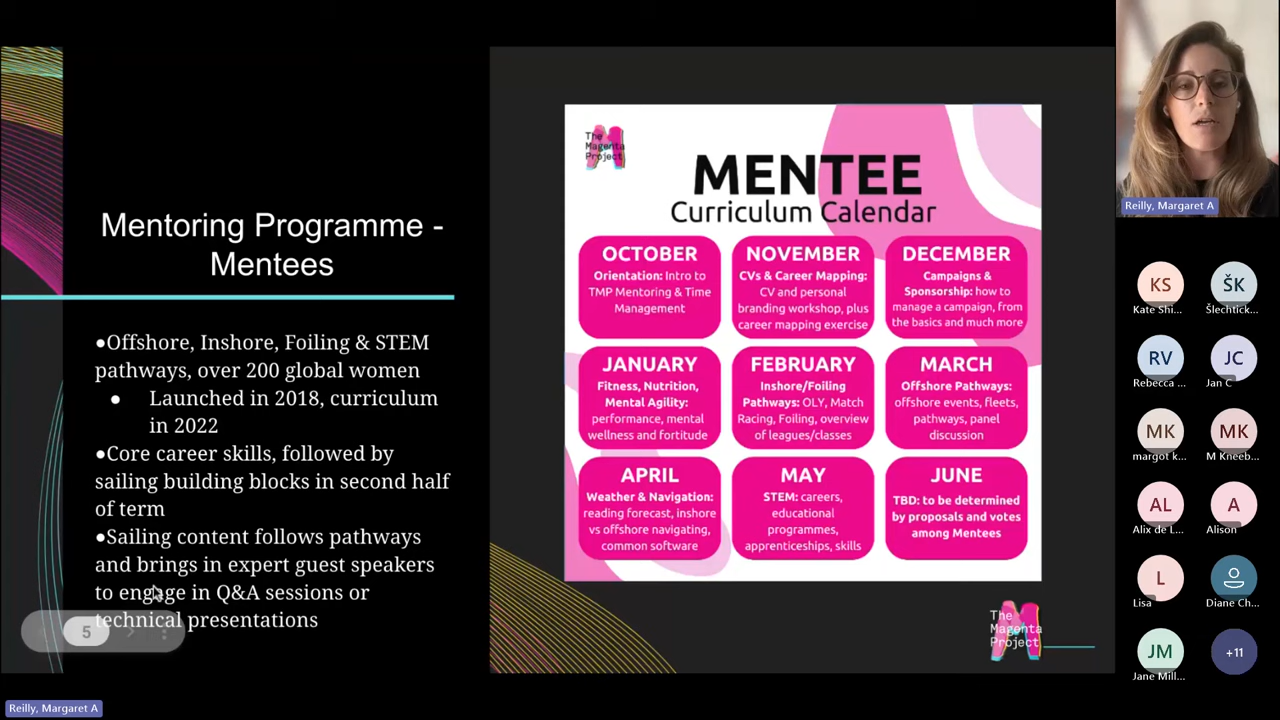 Mentoring Programme -
Mentees
●Offshore, Inshore, Foiling & STEM
pathways, over 200 global women
● Launched in 2018, curriculum
in 2022
●Core career skills, followed by
sailing building blocks in second half
of term
●Sailing content follows pathways
and brings in expert guest speakers
to engage in Q&A sessions or
technical presentations
5
The
Magenta
Project
MENTEE
Curriculum Calendar
OCTOBER
Orientation: Intro to
TMP Mentoring & Time
Management
NOVEMBER
CVs & Career Mapping:
CV and personal
branding workshop, plus
career mapping exercise
DECEMBER
Campaigns &
Sponsorship: how to
manage a campaign, from
the basics and much more
JANUARY
Fitness, Nutrition,
Mental Agility:
performance, mental
wellness and fortitude
FEBRUARY
Inshore/Foiling
Pathways: OLY, Match
Racing, Foiling, overview
of leagues/classes
MARCH
Offshore Pathways:
offshore events, fleets,
pathways, panel
discussion
APRIL
Weather & Navigation:
reading forecast, inshore
vs offshore navigating,
common software
MAY
STEM: careers,
educational
programmes,
apprenticeships, skills
JUNE
TBD: to be determined
by proposals and votes
among Mentees
The
Magenta
Project
Reilly, Margaret A
KS
Kate Shi...
ŠK
Šlechtick...
RV
Rebecca ...
JC
Jan C
MK
margot k...
MK
M Kneeb...
AL
Alix de L...
A
Alison
L
Lisa
Diane Ch...
JM
Jane Mill...
+11
Reilly, Margaret A